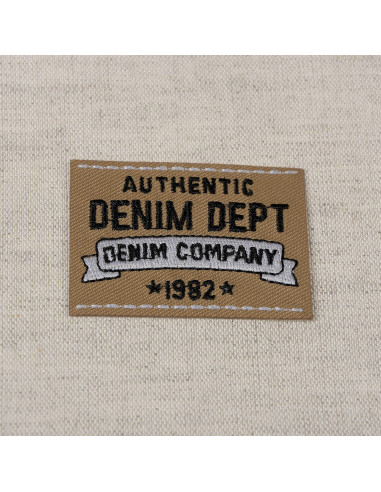 AUTHENTIC
DENIM DEPT
DENIM COMPANY
★1982★